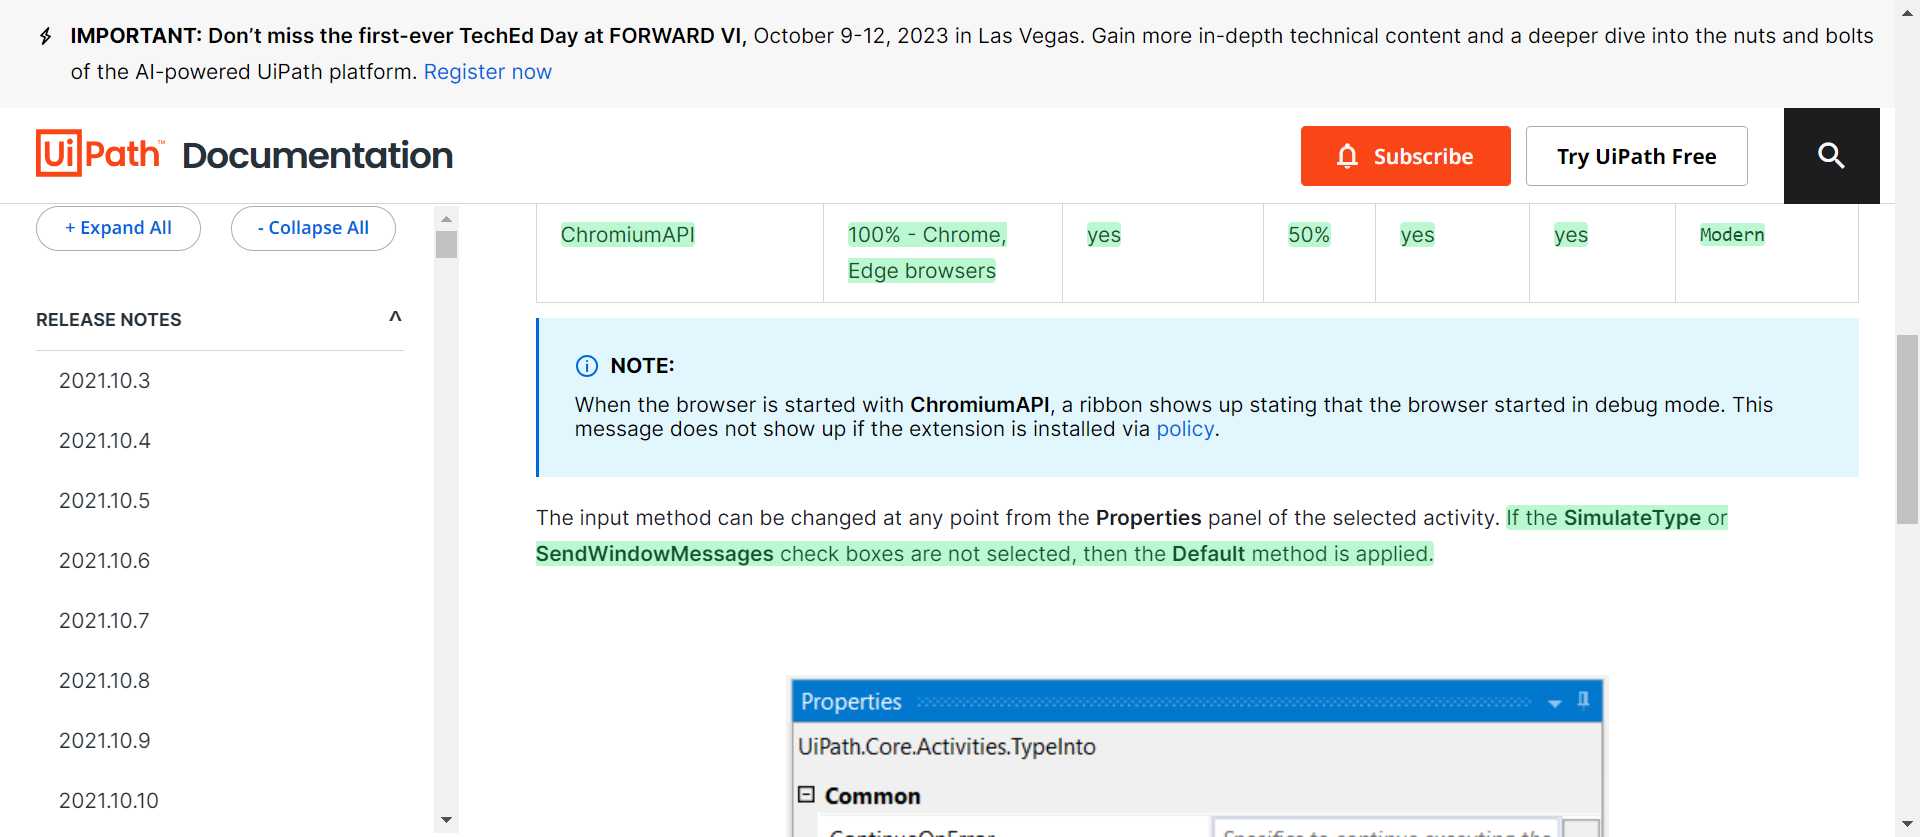 IMPORTANT: Don’t miss the first-ever TechEd Day at FORWARD VI, October 9-12, 2023 in Las Vegas. Gain more in-depth technical content and a deeper dive into the nuts and bolts
of the AI-powered UiPath platform. Register now
UiPath™ Documentation
Subscribe
Try UiPath Free
+ Expand All
- Collapse All
RELEASE NOTES ^
2021.10.3
2021.10.4
2021.10.5
2021.10.6
2021.10.7
2021.10.8
2021.10.9
2021.10.10
ChromiumAPI 100% - Chrome, yes 50% yes yes Modern
Edge browsers
NOTE:
When the browser is started with ChromiumAPI, a ribbon shows up stating that the browser started in debug mode. This
message does not show up if the extension is installed via policy.
The input method can be changed at any point from the Properties panel of the selected activity. If the SimulateType or
SendWindowMessages check boxes are not selected, then the Default method is applied.
Properties
UiPath.Core.Activities.TypeInto
Common
ContinueOnError Specifies to continue executing the